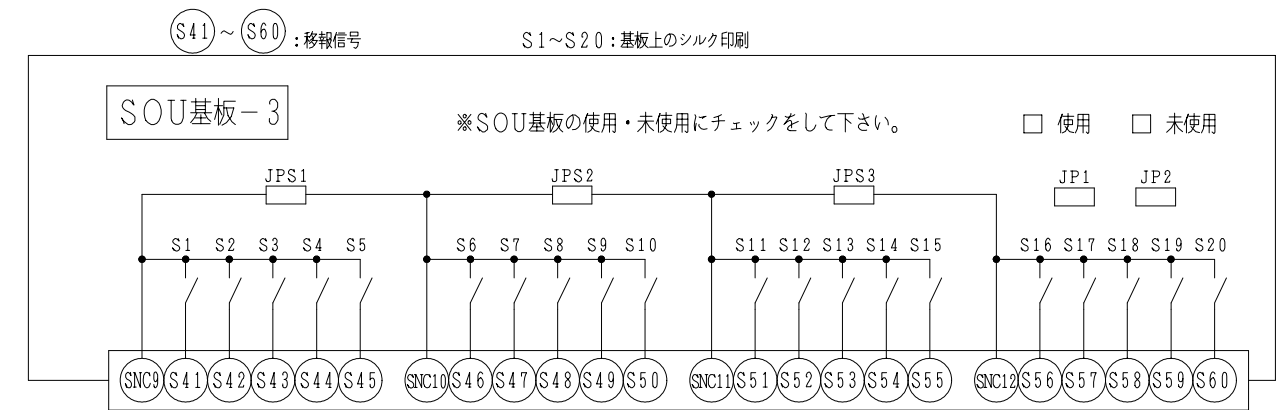 S41 ~ S60 : 移報信号 S1~S20 : 基板上のシルク印刷
SOU基板-3
※SOU基板の使用・未使用にチェックをして下さい。 □ 使用 □ 未使用
JPS1 JPS2 JPS3 JP1 JP2
S1 S2 S3 S4 S5 S6 S7 S8 S9 S10 S11 S12 S13 S14 S15 S16 S17 S18 S19 S20
SNC9 S41 S42 S43 S44 S45 SNC10 S46 S47 S48 S49 S50 SNC11 S51 S52 S53 S54 S55 SNC12 S56 S57 S58 S59 S60